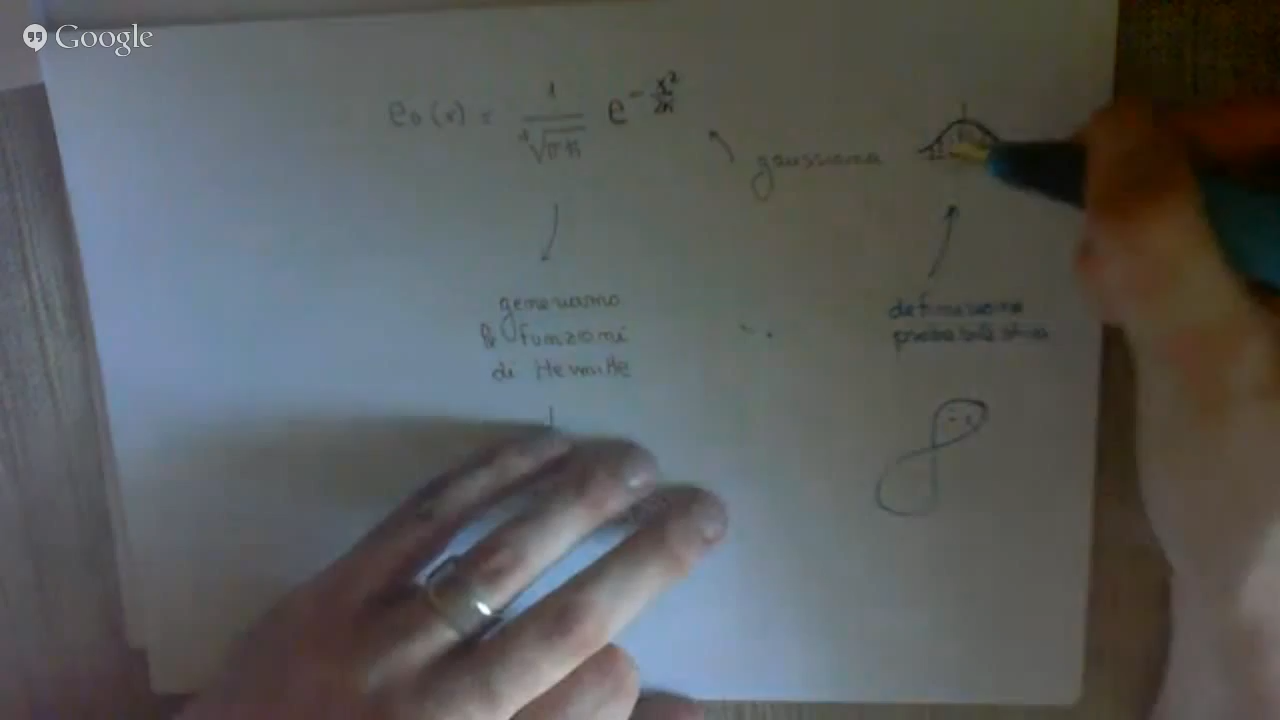 Google
e₀(x) = 1/⁴√(πħ) e^(-x²/2ħ)
gaussiana
generiamo
le funzioni
di Hermite
definizione
probabilistica